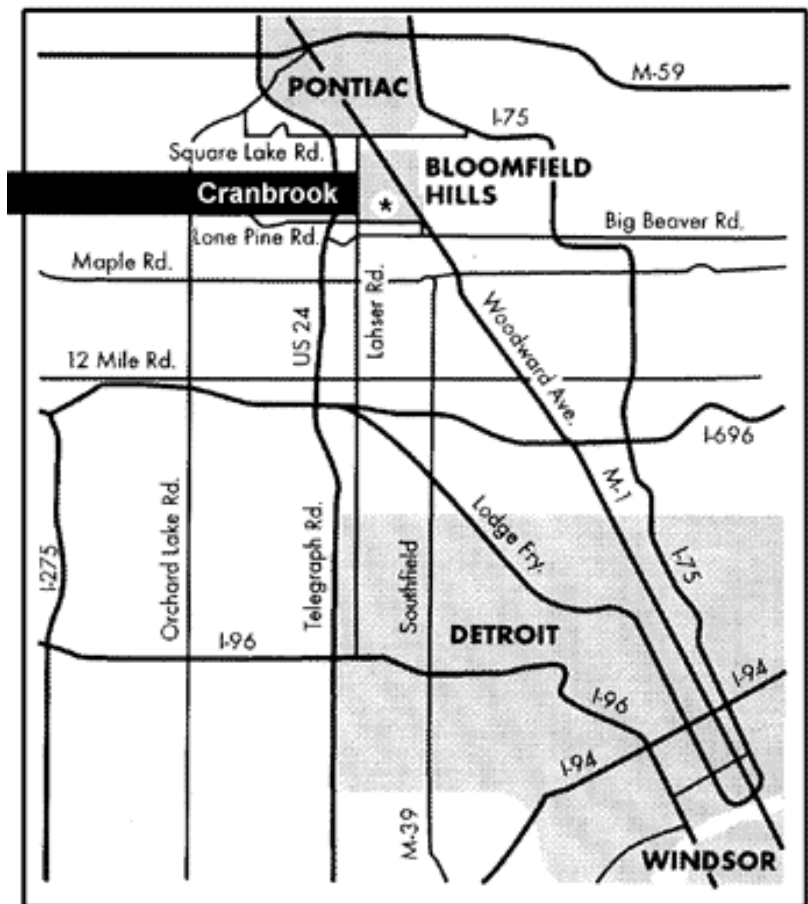 M-59
PONTIAC
I-75
Square Lake Rd.
BLOOMFIELD
HILLS
Cranbrook
*
Big Beaver Rd.
Lone Pine Rd.
Maple Rd.
US 24
Lahser Rd.
Woodward Ave.
12 Mile Rd.
I-696
M-1
Lodge Fry.
I-275
Orchard Lake Rd.
Telegraph Rd.
Southfield
I-75
DETROIT
I-96
I-94
I-96
I-94
M-39
WINDSOR